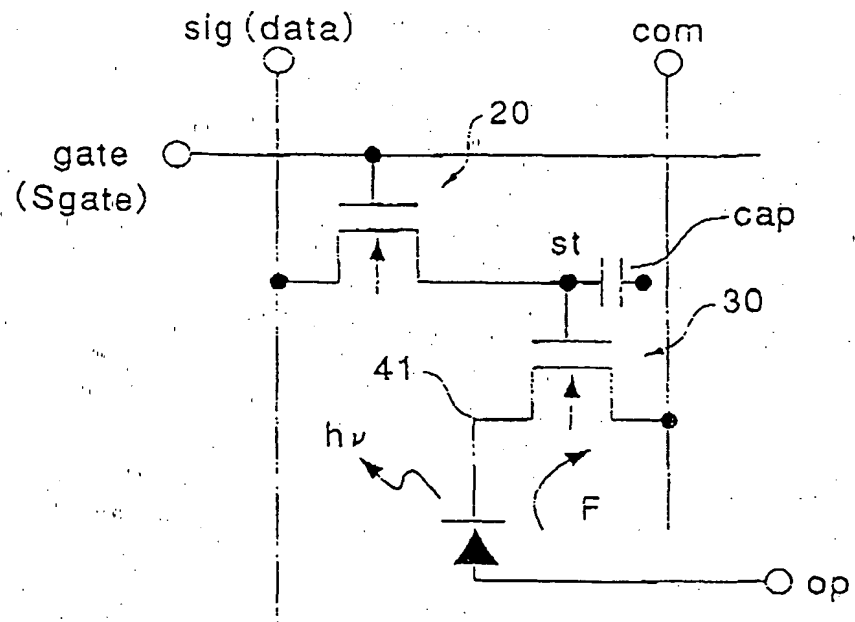 sig (data)
com
20
gate
(Sgate)
st
cap
30
41
hν
F
op